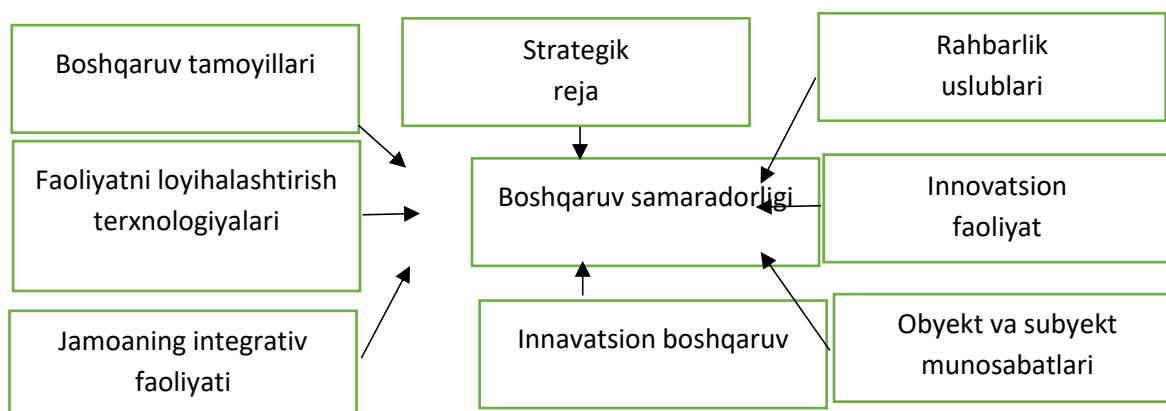 Boshqaruv tamoyillari
Strategik
reja
Rahbarlik
uslublari
Faoliyatni loyihalashtirish
terxnologiyalari
Boshqaruv samaradorligi
Innovatsion
faoliyat
Jamoaning integrativ
faoliyati
Innavatsion boshqaruv
Obyekt va subyekt
munosabatlari